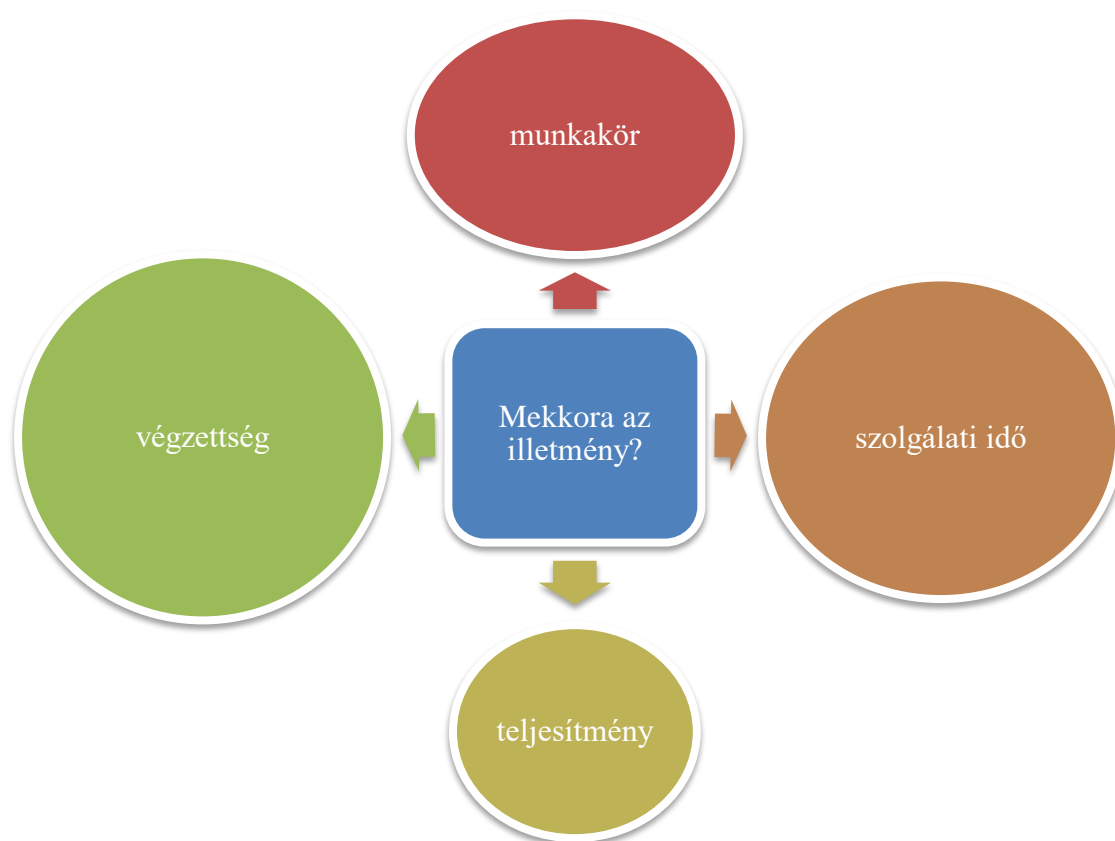 munkakör
végzettség
Mekkora az
illetmény?
szolgálati idő
teljesítmény